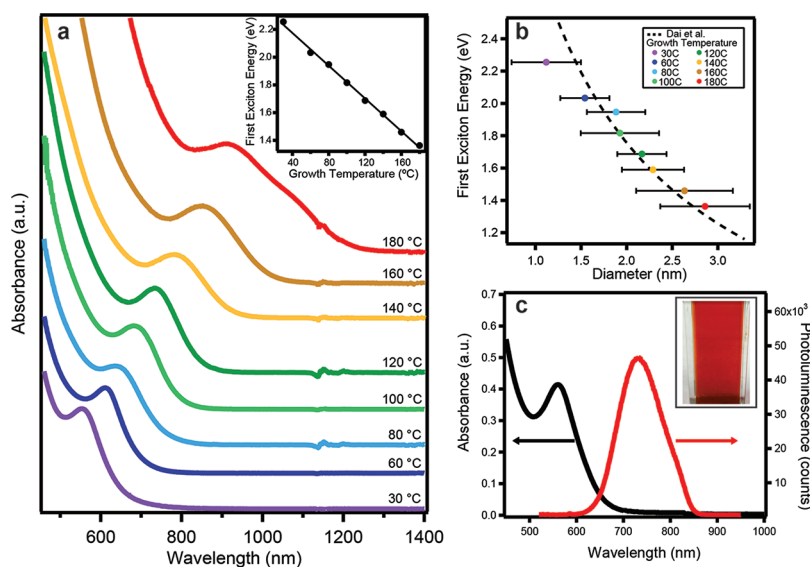 a
First Exciton Energy (eV)
2.2
2.0
1.8
1.6
1.4
40
80
120
160
Growth Temperature (ºC)
Absorbance (a.u.)
180 °C
160 °C
140 °C
120 °C
100 °C
80 °C
60 °C
30 °C
600
800
1000
1200
1400
Wavelength (nm)
b
First Exciton Energy (eV)
2.4
2.2
2.0
1.8
1.6
1.4
1.2
Dai et al.
Growth Temperature
30C 120C
60C 140C
80C 160C
100C 180C
1.0
1.5
2.0
2.5
3.0
Diameter (nm)
c
Absorbance (a.u.)
0.7
0.6
0.5
0.4
0.3
0.2
0.1
0.0
60x10³
50
40
30
20
10
Photoluminescence (counts)
500
600
700
800
900
1000
Wavelength (nm)